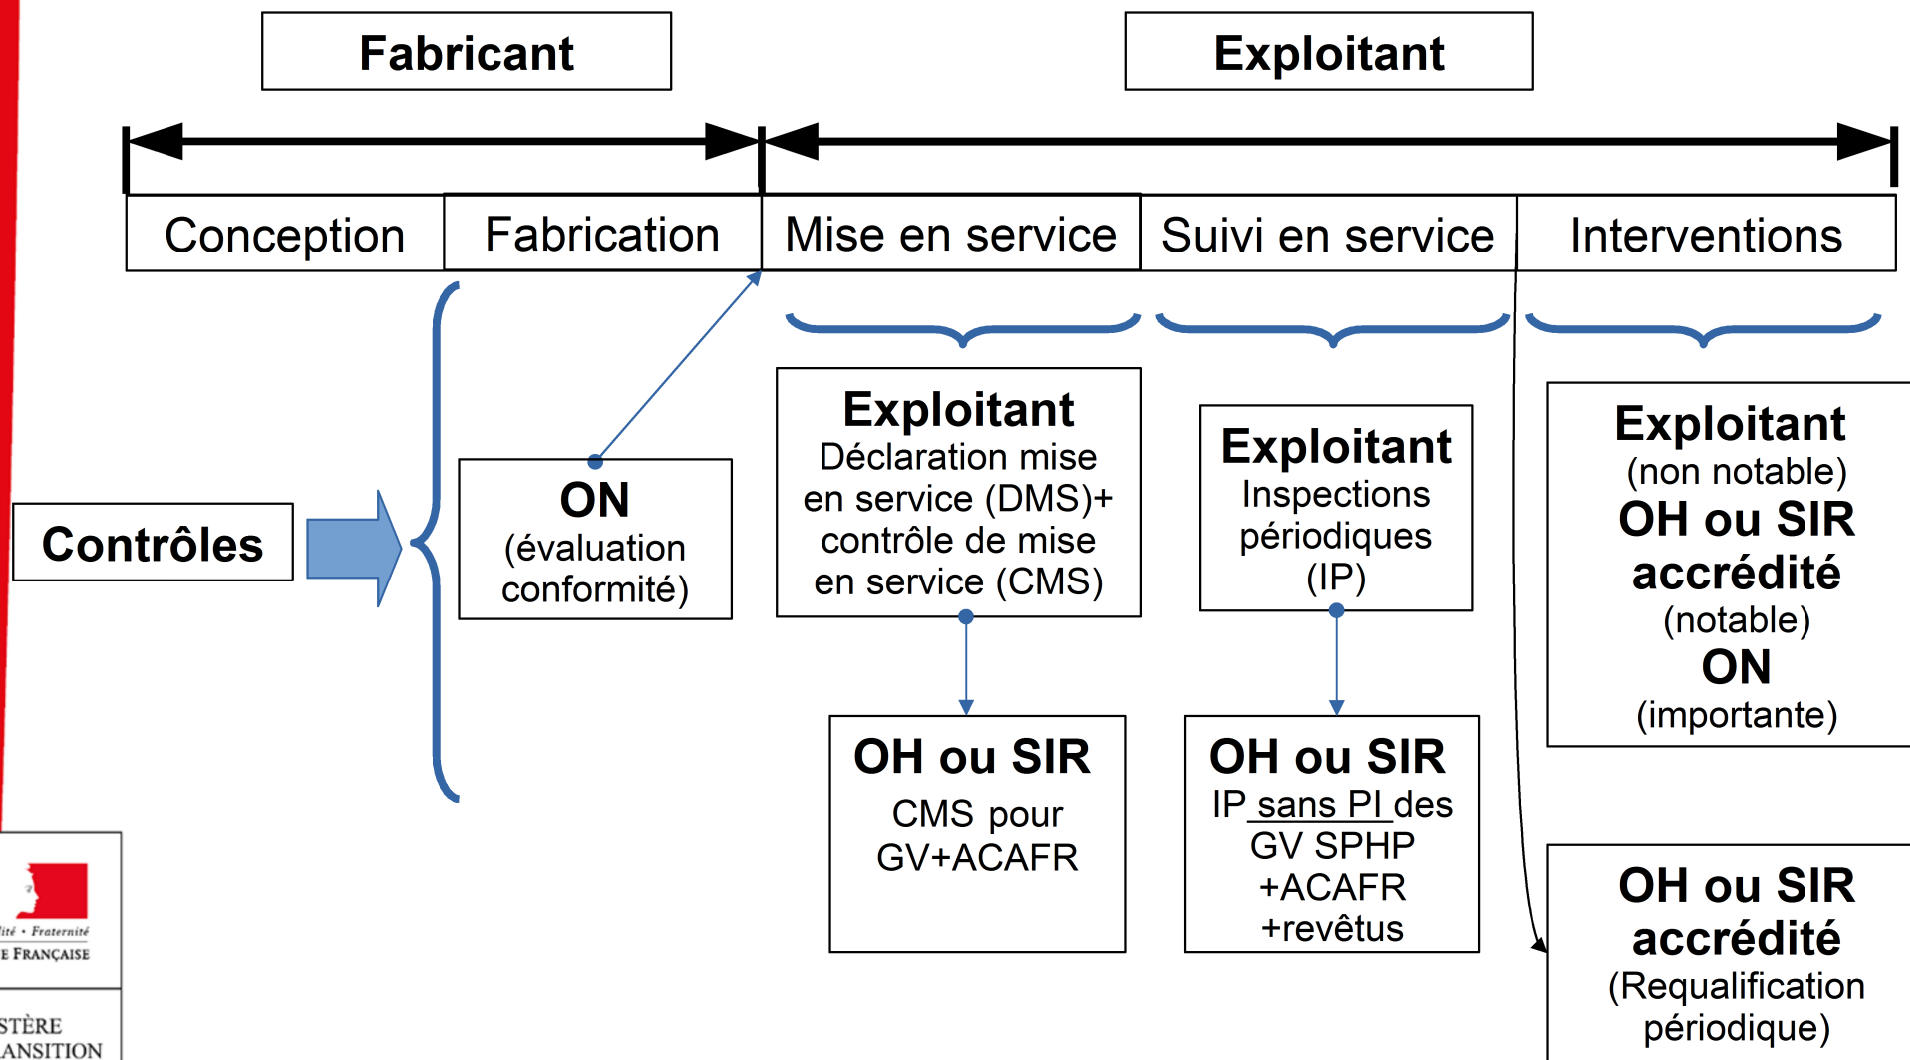 Fabricant
Exploitant
Conception
Fabrication
Mise en service
Suivi en service
Interventions
Contrôles
ON
(évaluation
conformité)
Exploitant
Déclaration mise
en service (DMS)+
contrôle de mise
en service (CMS)
OH ou SIR
CMS pour
GV+ACAFR
Exploitant
Inspections
périodiques
(IP)
OH ou SIR
IP sans PI des
GV SPHP
+ACAFR
+revêtus
Exploitant
(non notable)
OH ou SIR
accrédité
(notable)
ON
(importante)
OH ou SIR
accrédité
(Requalification
périodique)
lité • Fraternité
E FRANÇAISE
STÈRE
ANSITION